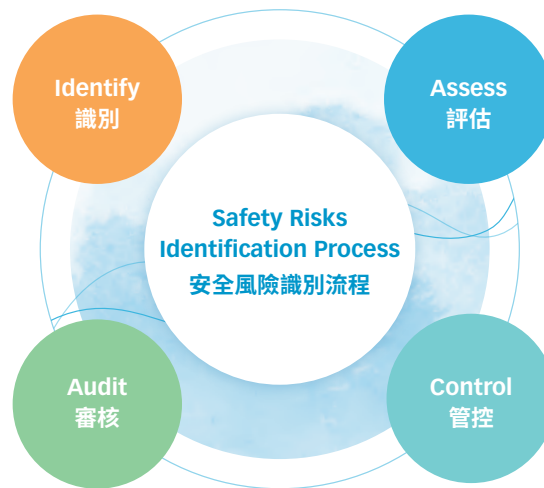 Identify
識別
Assess
評估
Safety Risks
Identification Process
安全風險識別流程
Audit
審核
Control
管控